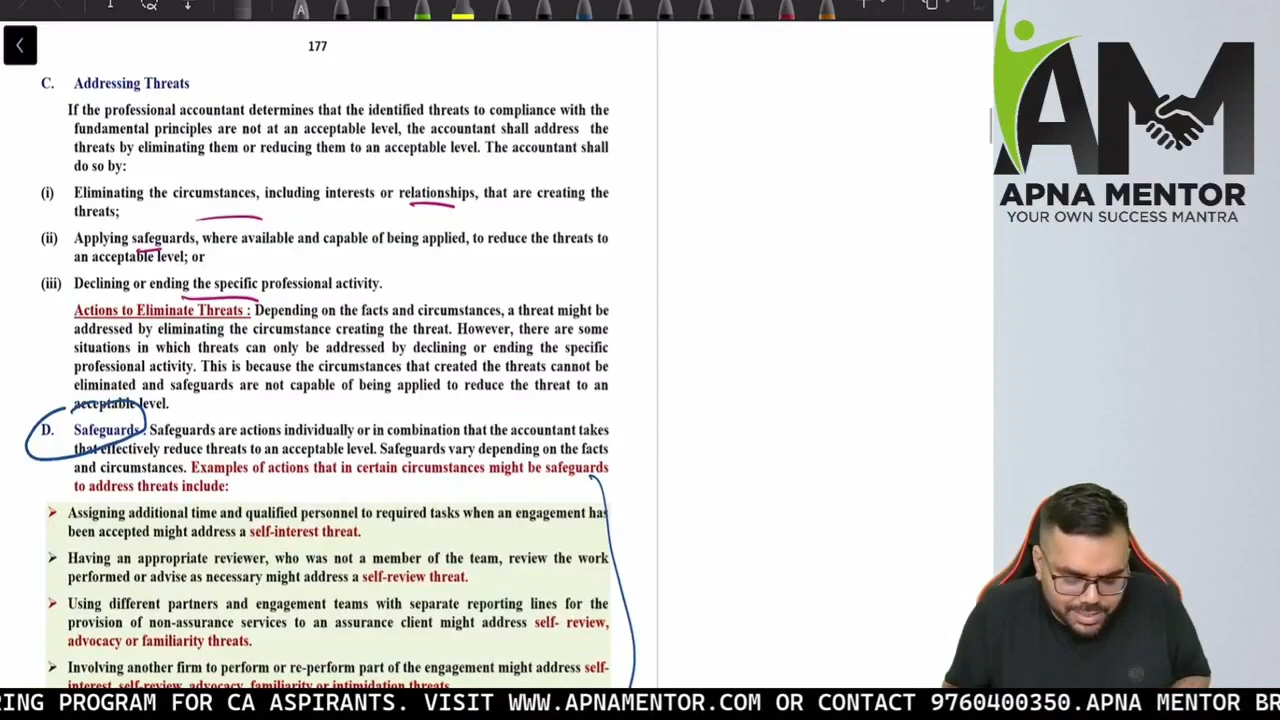 177
C. Addressing Threats
If the professional accountant determines that the identified threats to compliance with the
fundamental principles are not at an acceptable level, the accountant shall address the
threats by eliminating them or reducing them to an acceptable level. The accountant shall
do so by:
(i) Eliminating the circumstances, including interests or relationships, that are creating the
threats;
(ii) Applying safeguards, where available and capable of being applied, to reduce the threats to
an acceptable level; or
(iii) Declining or ending the specific professional activity.
Actions to Eliminate Threats : Depending on the facts and circumstances, a threat might be
addressed by eliminating the circumstance creating the threat. However, there are some
situations in which threats can only be addressed by declining or ending the specific
professional activity. This is because the circumstances that created the threats cannot be
eliminated and safeguards are not capable of being applied to reduce the threat to an
acceptable level.
D. Safeguards : Safeguards are actions individually or in combination that the accountant takes
that effectively reduce threats to an acceptable level. Safeguards vary depending on the facts
and circumstances. Examples of actions that in certain circumstances might be safeguards
to address threats include:
➢ Assigning additional time and qualified personnel to required tasks when an engagement has
been accepted might address a self-interest threat.
➢ Having an appropriate reviewer, who was not a member of the team, review the work
performed or advise as necessary might address a self-review threat.
➢ Using different partners and engagement teams with separate reporting lines for the
provision of non-assurance services to an assurance client might address self- review,
advocacy or familiarity threats.
➢ Involving another firm to perform or re-perform part of the engagement might address self-
interest, self-review, advocacy, familiarity or intimidation threats.
AM
APNA MENTOR
YOUR OWN SUCCESS MANTRA
RING PROGRAM FOR CA ASPIRANTS. VISIT WWW.APNAMENTOR.COM OR CONTACT 9760400350.APNA MENTOR BR